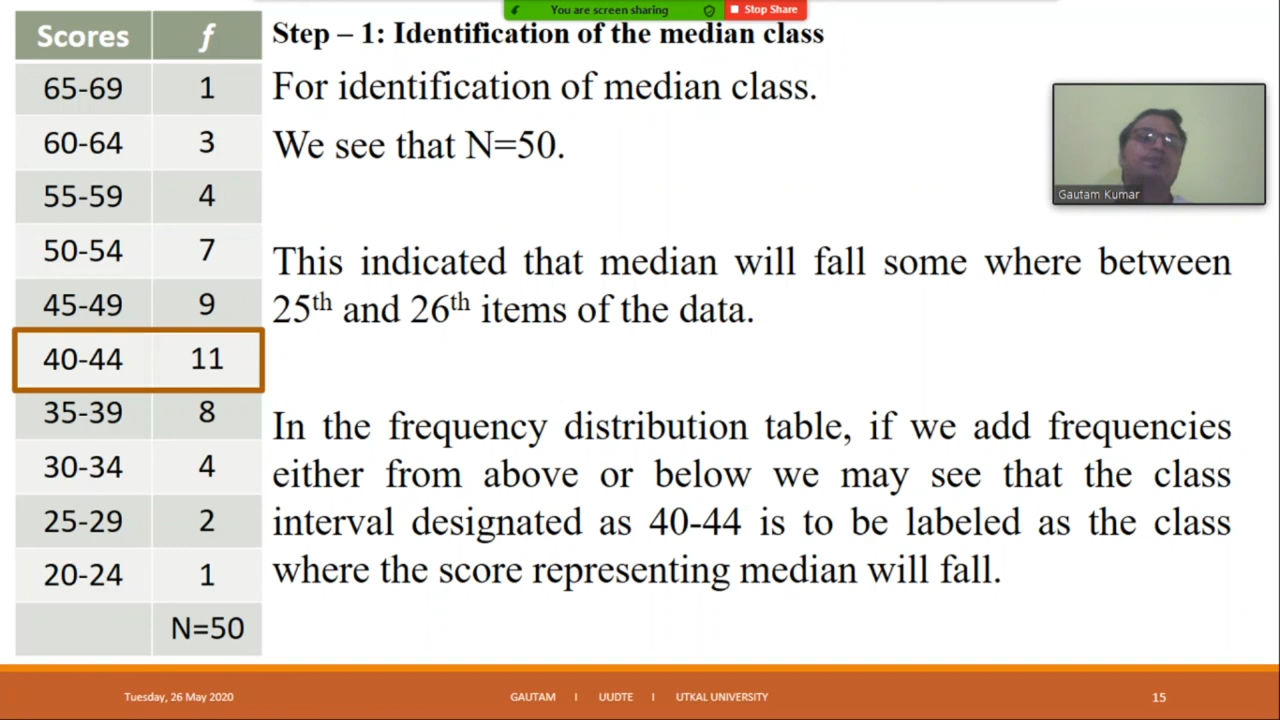 You are screen sharing
Stop Share
Scores f
65-69 1
60-64 3
55-59 4
50-54 7
45-49 9
40-44 11
35-39 8
30-34 4
25-29 2
20-24 1
N=50
Step – 1: Identification of the median class
For identification of median class.
We see that N=50.
This indicated that median will fall some where between
25th and 26th items of the data.
In the frequency distribution table, if we add frequencies
either from above or below we may see that the class
interval designated as 40-44 is to be labeled as the class
where the score representing median will fall.
Gautam Kumar
Tuesday, 26 May 2020
GAUTAM I UUDTE I UTKAL UNIVERSITY
15